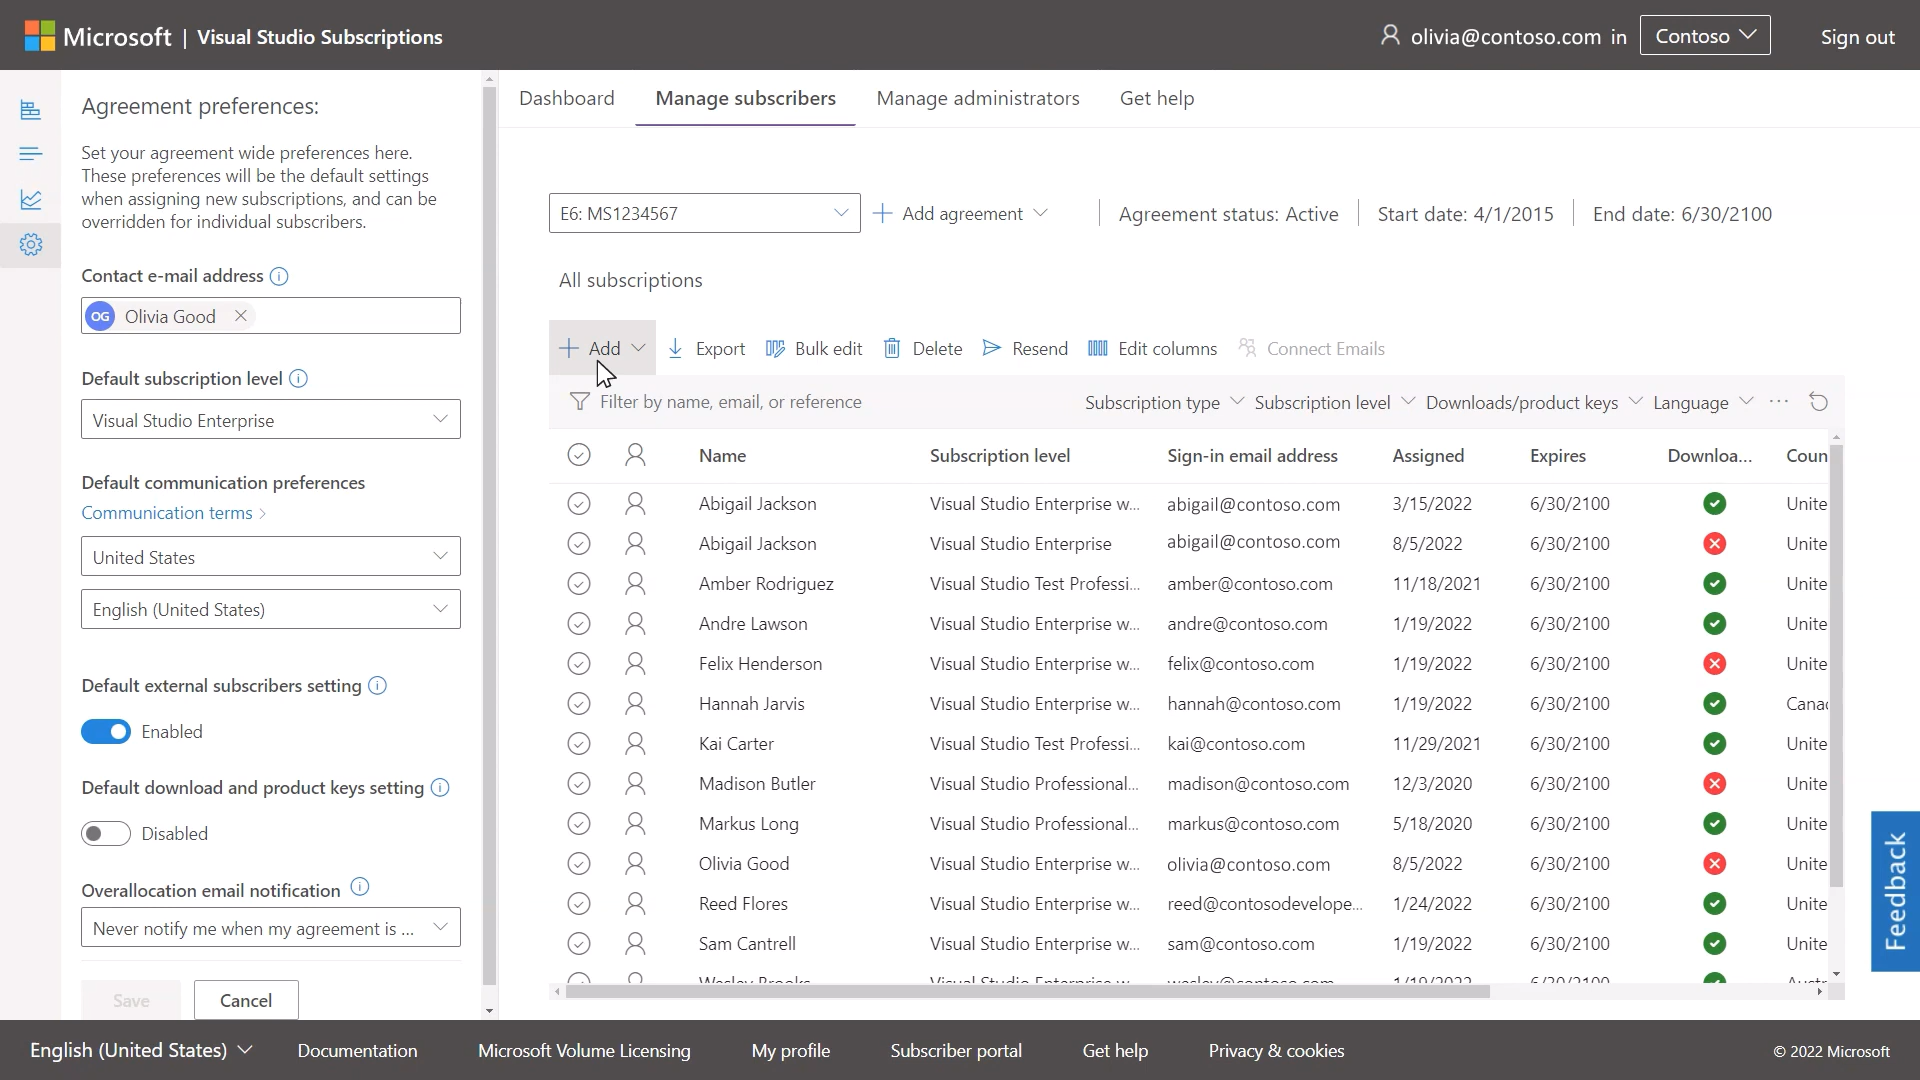 Microsoft | Visual Studio Subscriptions
olivia@contoso.com in Contoso Sign out
Agreement preferences:
Set your agreement wide preferences here.
These preferences will be the default settings
when assigning new subscriptions, and can be
overridden for individual subscribers.
Contact e-mail address
OG Olivia Good
Default subscription level
Visual Studio Enterprise
Default communication preferences
Communication terms
United States
English (United States)
Default external subscribers setting
Enabled
Default download and product keys setting
Disabled
Overallocation email notification
Never notify me when my agreement is ...
Save Cancel
Dashboard Manage subscribers Manage administrators Get help
E6: MS1234567 Add agreement Agreement status: Active Start date: 4/1/2015 End date: 6/30/2100
All subscriptions
Add Export Bulk edit Delete Resend Edit columns Connect Emails
Filter by name, email, or reference Subscription type Subscription level Downloads/product keys Language ...
Name Subscription level Sign-in email address Assigned Expires Downloa... Coun
Abigail Jackson Visual Studio Enterprise w... abigail@contoso.com 3/15/2022 6/30/2100 Unite
Abigail Jackson Visual Studio Enterprise abigail@contoso.com 8/5/2022 6/30/2100 Unite
Amber Rodriguez Visual Studio Test Professi... amber@contoso.com 11/18/2021 6/30/2100 Unite
Andre Lawson Visual Studio Enterprise w... andre@contoso.com 1/19/2022 6/30/2100 Unite
Felix Henderson Visual Studio Enterprise w... felix@contoso.com 1/19/2022 6/30/2100 Unite
Hannah Jarvis Visual Studio Enterprise w... hannah@contoso.com 1/19/2022 6/30/2100 Cana
Kai Carter Visual Studio Test Professi... kai@contoso.com 11/29/2021 6/30/2100 Unite
Madison Butler Visual Studio Professional... madison@contoso.com 12/3/2020 6/30/2100 Unite
Markus Long Visual Studio Professional... markus@contoso.com 5/18/2020 6/30/2100 Unite
Olivia Good Visual Studio Enterprise w... olivia@contoso.com 8/5/2022 6/30/2100 Unite
Reed Flores Visual Studio Enterprise w... reed@contosodevelope... 1/24/2022 6/30/2100 Unite
Sam Cantrell Visual Studio Enterprise w... sam@contoso.com 1/19/2022 6/30/2100 Unite
Feedback
English (United States) Documentation Microsoft Volume Licensing My profile Subscriber portal Get help Privacy & cookies © 2022 Microsoft